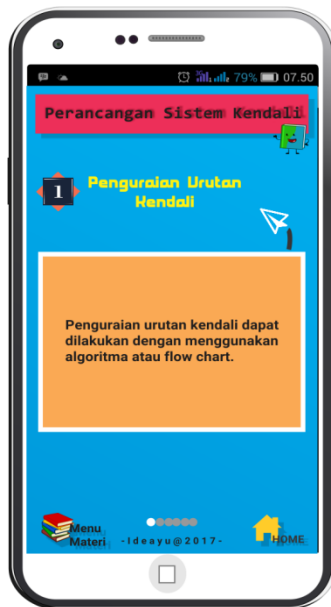 79% 07.50
Perancangan Sistem Kendali
1
Penguraian Urutan
Kendali
Penguraian urutan kendali dapat
dilakukan dengan menggunakan
algoritma atau flow chart.
Menu
Materi
-ideayu@2017-
HOME